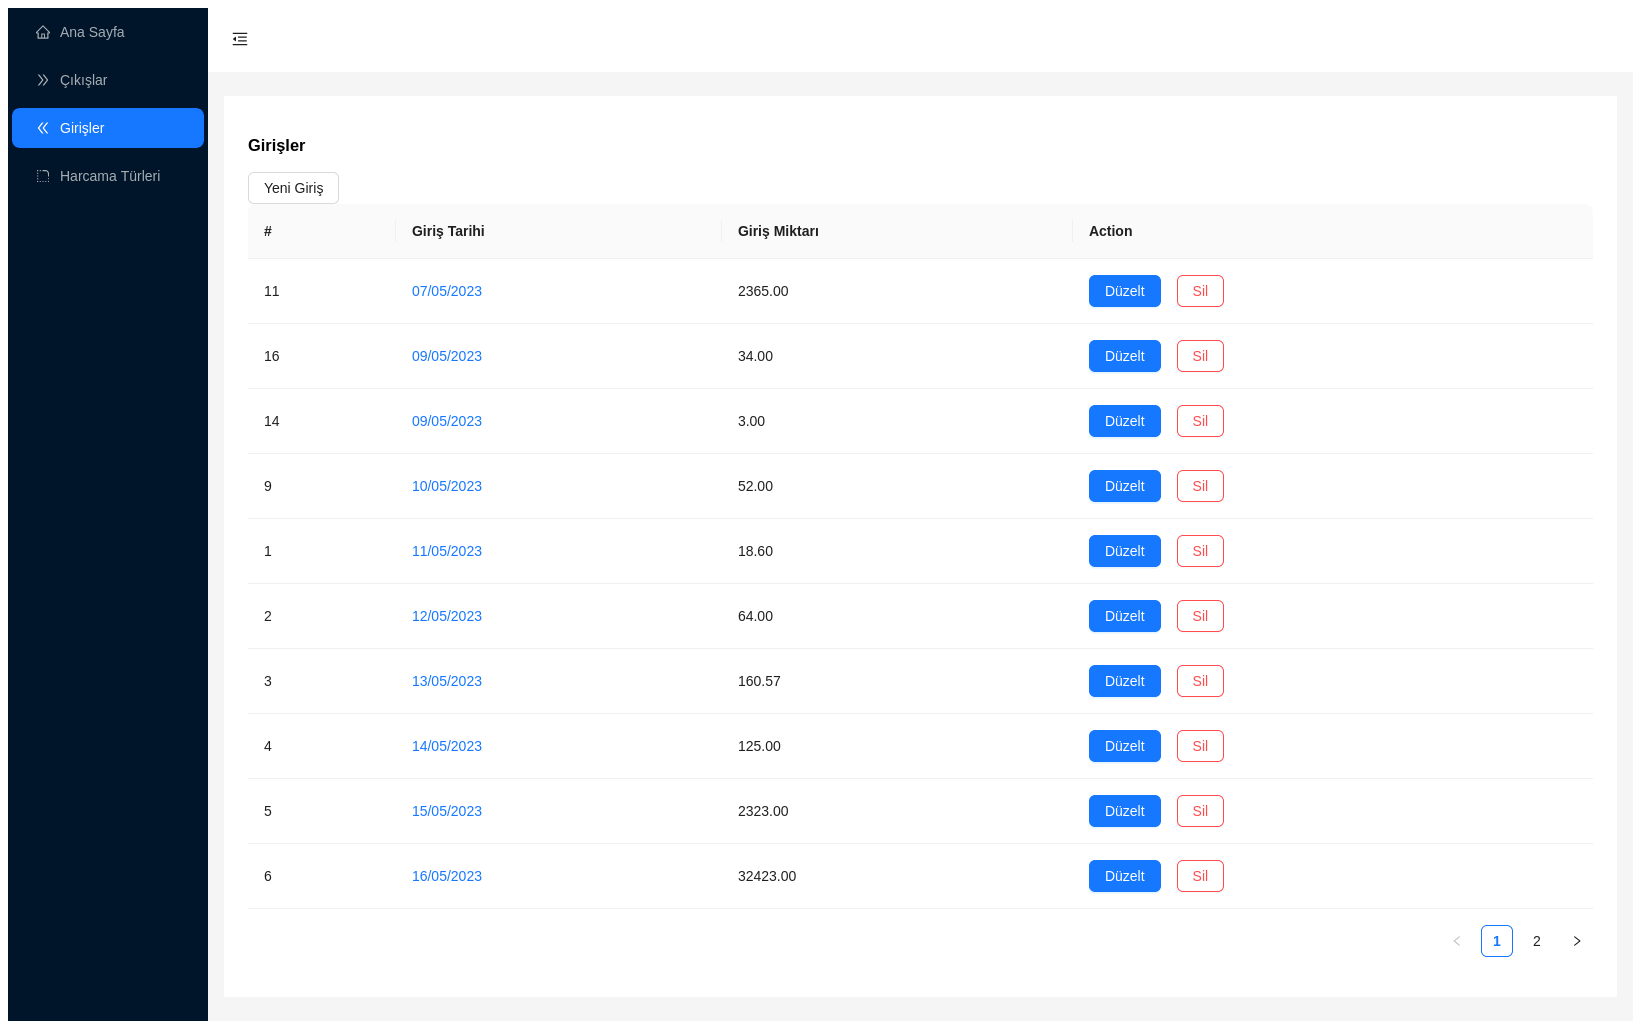 Ana Sayfa
Çıkışlar
Girişler
Harcama Türleri
Girişler
Yeni Giriş
# Giriş Tarihi Giriş Miktarı Action
11 07/05/2023 2365.00 Düzelt Sil
16 09/05/2023 34.00 Düzelt Sil
14 09/05/2023 3.00 Düzelt Sil
9 10/05/2023 52.00 Düzelt Sil
1 11/05/2023 18.60 Düzelt Sil
2 12/05/2023 64.00 Düzelt Sil
3 13/05/2023 160.57 Düzelt Sil
4 14/05/2023 125.00 Düzelt Sil
5 15/05/2023 2323.00 Düzelt Sil
6 16/05/2023 32423.00 Düzelt Sil
1 2